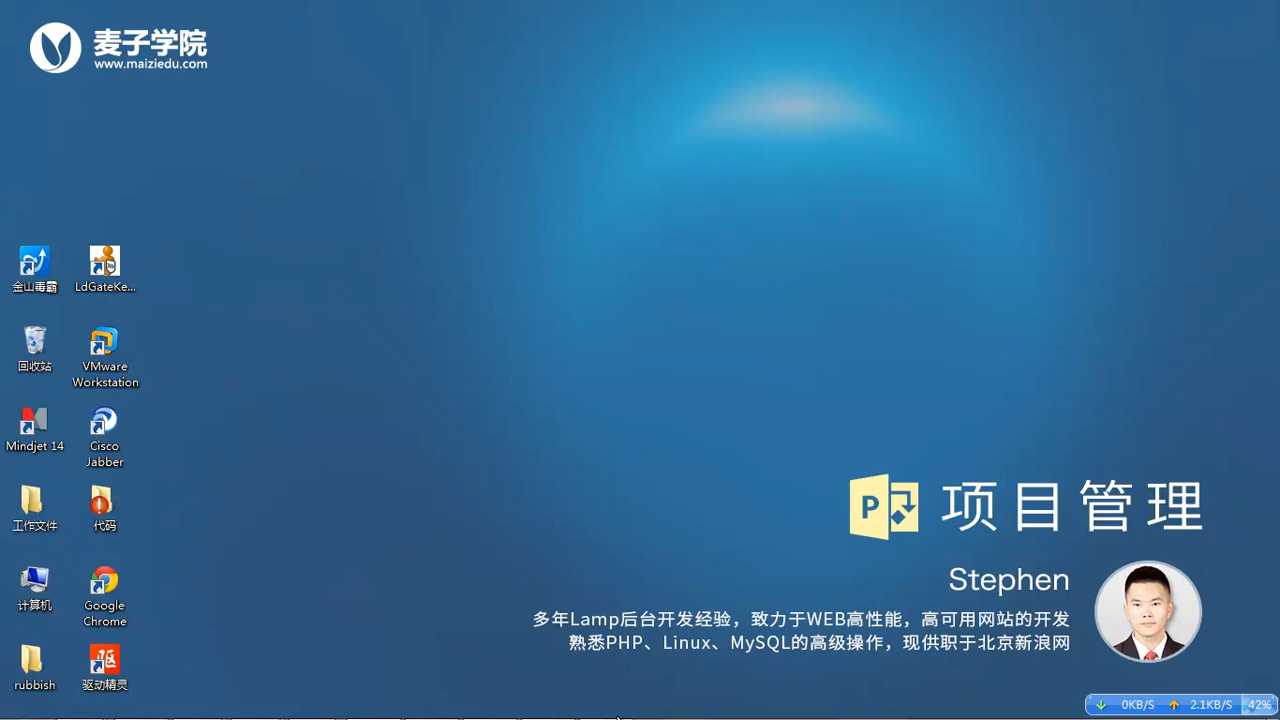 麦子学院
www.maiziedu.com
金山毒霸
LdGateKe...
回收站
VMware
Workstation
Mindjet 14
Cisco
Jabber
工作文件
代码
计算机
Google
Chrome
rubbish
驱
驱动精灵
P
项目管理
Stephen
多年Lamp后台开发经验，致力于WEB高性能，高可用网站的开发
熟悉PHP、Linux、MySQL的高级操作，现供职于北京新浪网
0KB/S
2.1KB/S
42%